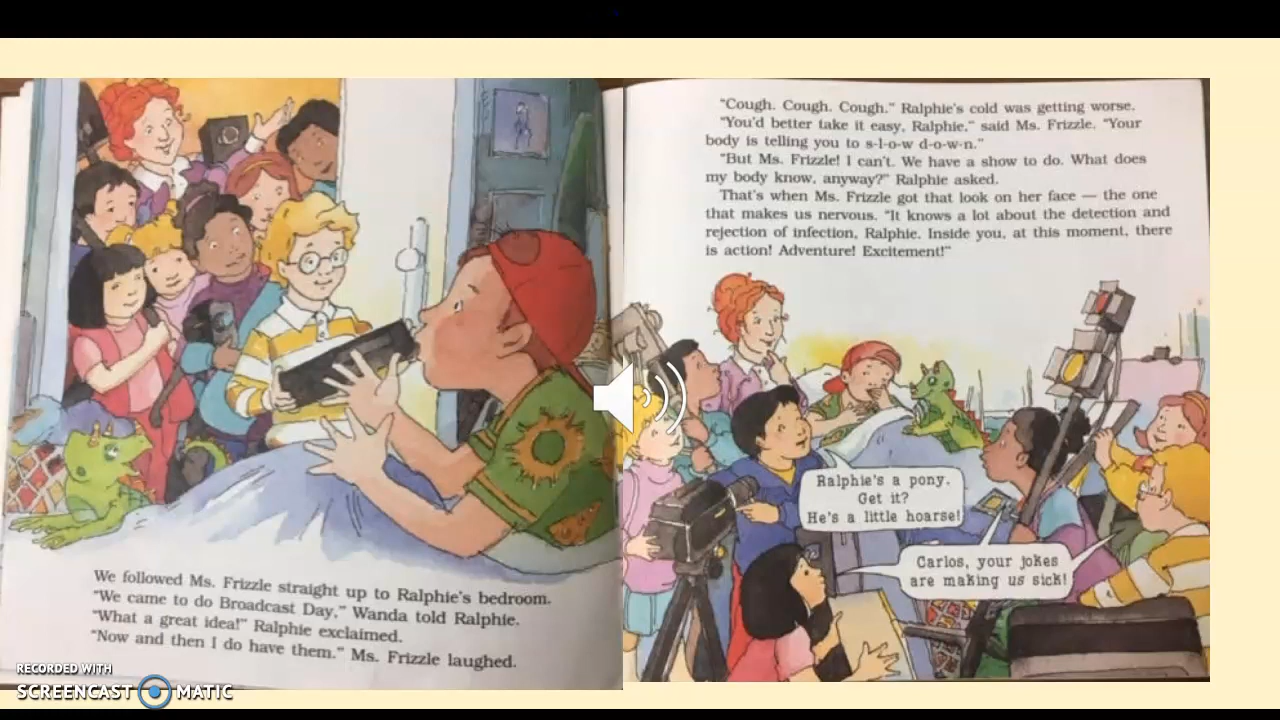 We followed Ms. Frizzle straight up to Ralphie's bedroom.
"We came to do Broadcast Day," Wanda told Ralphie.
"What a great idea!" Ralphie exclaimed.
"Now and then I do have them." Ms. Frizzle laughed.
"Cough. Cough. Cough." Ralphie's cold was getting worse.
"You'd better take it easy, Ralphie," said Ms. Frizzle. "Your
body is telling you to s-l-o-w d-o-w-n."
"But Ms. Frizzle! I can't. We have a show to do. What does
my body know, anyway?" Ralphie asked.
That's when Ms. Frizzle got that look on her face — the one
that makes us nervous. "It knows a lot about the detection and
rejection of infection, Ralphie. Inside you, at this moment, there
is action! Adventure! Excitement!"
Ralphie's a pony.
Get it?
He's a little hoarse!
Carlos, your jokes
are making us sick!
RECORDED WITH
SCREENCAST MATIC